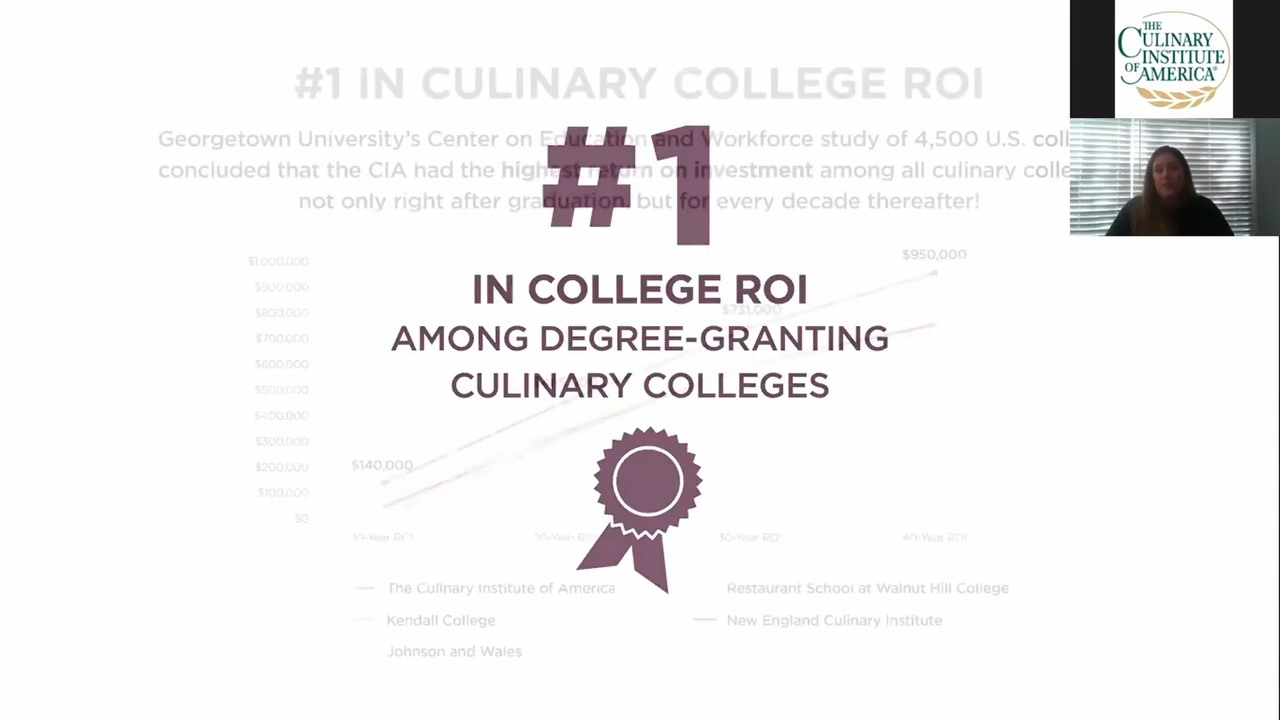 THE
CULINARY
INSTITUTE
OF AMERICA®
#1 IN CULINARY COLLEGE ROI
Georgetown University's Center on Education and Workforce study of 4,500 U.S.
concluded that the the highest return on investment among all culinary
not only right after graduation but for every decade thereafter!
#1
IN COLLEGE ROI
AMONG DEGREE-GRANTING
CULINARY COLLEGES
$1,000,000
$900,000
$800,000
$700,000
$600,000
$500,000
$400,000
$300,000
$200,000
$100,000
$0
$140,000
$731,000
$950,000
10-Year ROI
20-Year
30-Year ROI
40-Year ROI
The Culinary Institute of America
Restaurant School at Walnut Hill College
Kendall College
New England Culinary Institute
Johnson and Wales